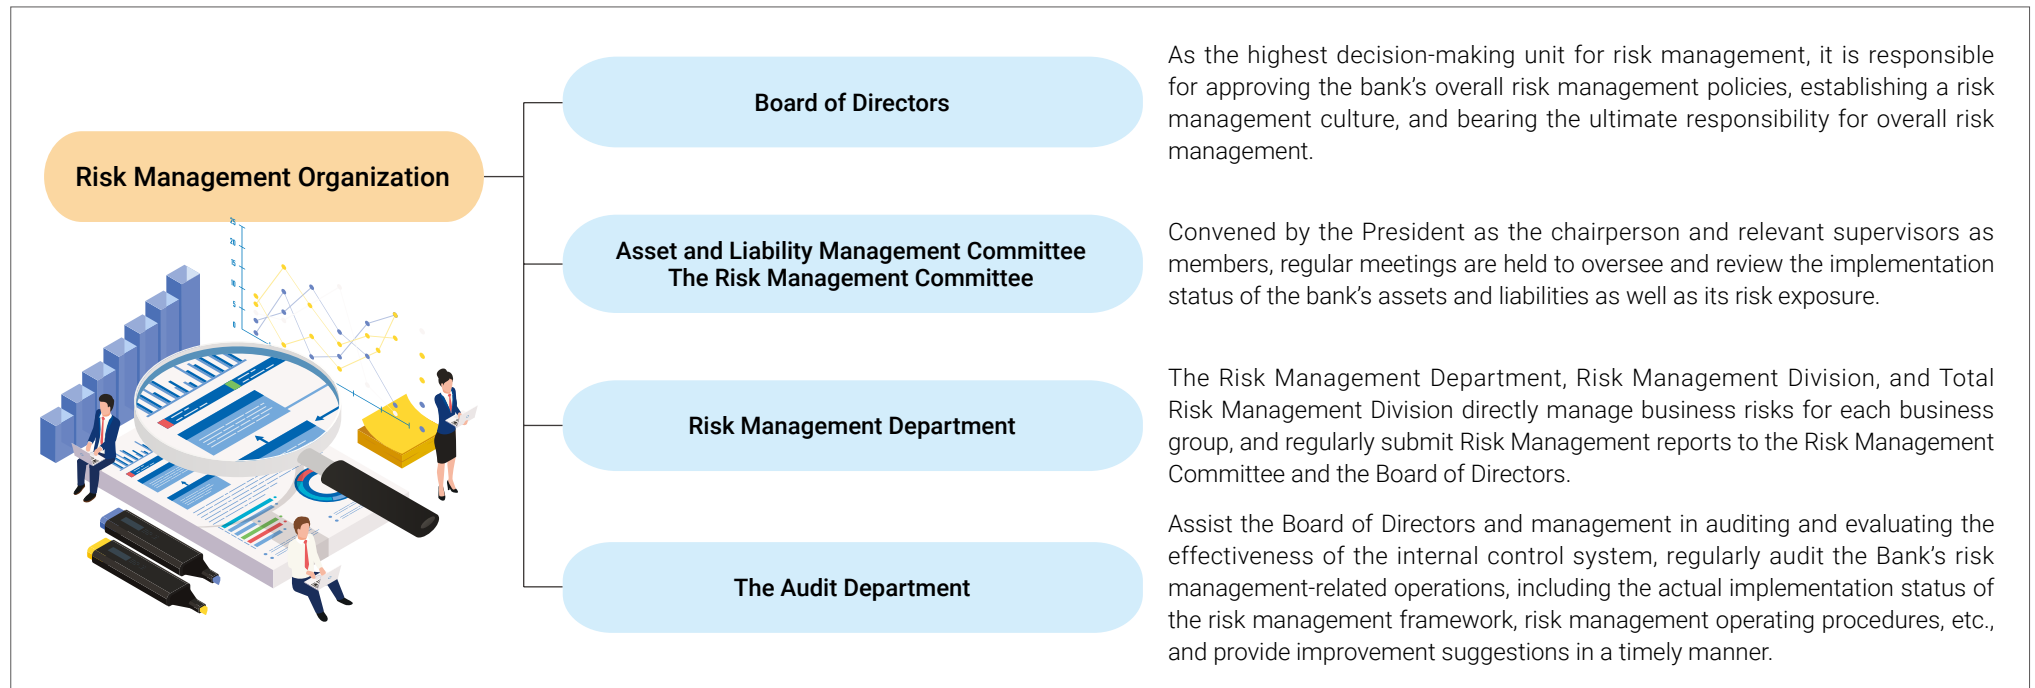 Risk Management Organization
Board of Directors
As the highest decision-making unit for risk management, it is responsible
for approving the bank’s overall risk management policies, establishing a risk
management culture, and bearing the ultimate responsibility for overall risk
management.
Asset and Liability Management Committee
The Risk Management Committee
Convened by the President as the chairperson and relevant supervisors as
members, regular meetings are held to oversee and review the implementation
status of the bank’s assets and liabilities as well as its risk exposure.
Risk Management Department
The Risk Management Department, Risk Management Division, and Total
Risk Management Division directly manage business risks for each business
group, and regularly submit Risk Management reports to the Risk Management
Committee and the Board of Directors.
The Audit Department
Assist the Board of Directors and management in auditing and evaluating the
effectiveness of the internal control system, regularly audit the Bank’s risk
management-related operations, including the actual implementation status of
the risk management framework, risk management operating procedures, etc.,
and provide improvement suggestions in a timely manner.
25
20
15
10
5
0